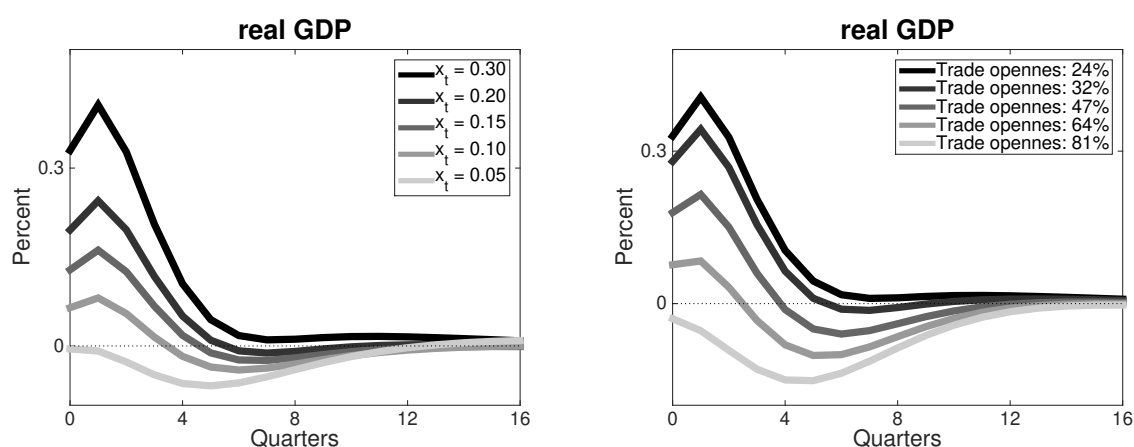 real GDP
x_t = 0.30
x_t = 0.20
x_t = 0.15
x_t = 0.10
x_t = 0.05
0.3
0
Percent
0 4 8 12 16
Quarters
real GDP
Trade opennes: 24%
Trade opennes: 32%
Trade opennes: 47%
Trade opennes: 64%
Trade opennes: 81%
0.3
0
Percent
0 4 8 12 16
Quarters